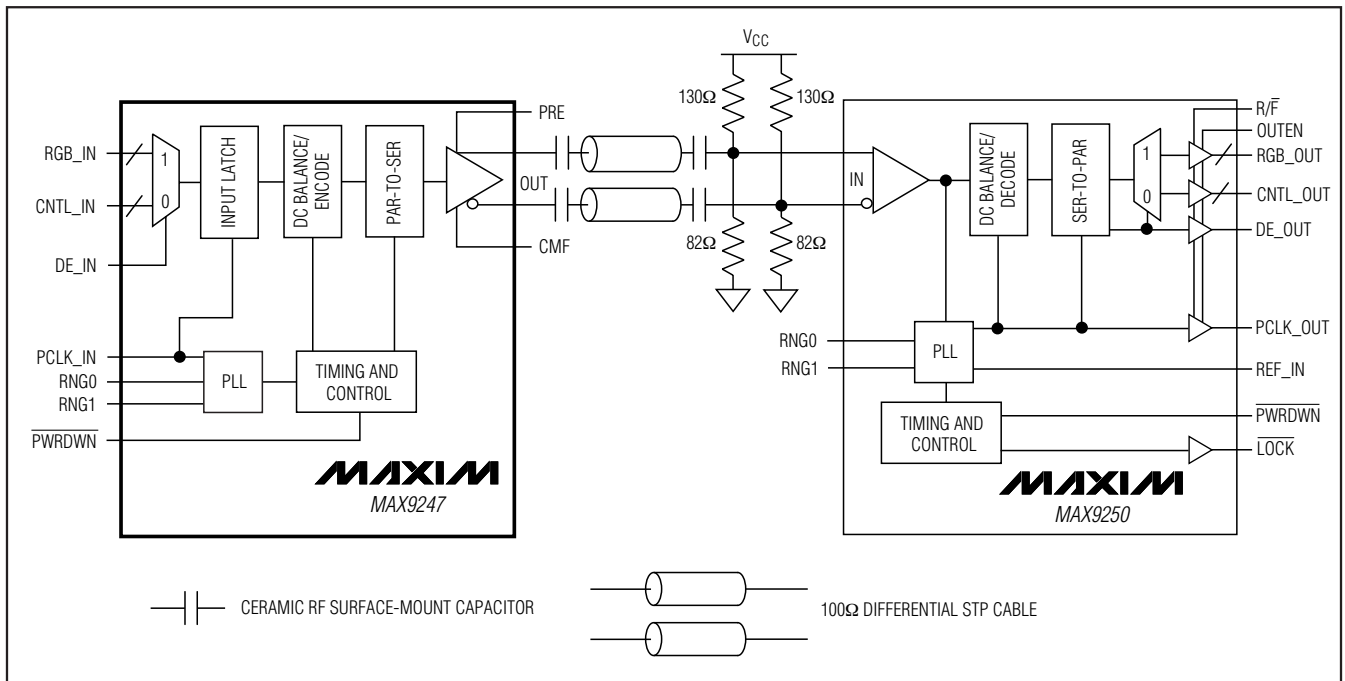 VCC
130Ω
130Ω
82Ω
82Ω
RGB_IN
CNTL_IN
DE_IN
PCLK_IN
RNG0
RNG1
PWRDWN
1
0
INPUT LATCH
DC BALANCE/
ENCODE
PAR-TO-SER
PLL
TIMING AND
CONTROL
PRE
OUT
CMF
MAXIM
MAX9247
IN
DC BALANCE/
DECODE
SER-TO-PAR
1
0
RNG0
RNG1
PLL
TIMING AND
CONTROL
R/F
OUTEN
RGB_OUT
CNTL_OUT
DE_OUT
PCLK_OUT
REF_IN
PWRDWN
LOCK
MAXIM
MAX9250
CERAMIC RF SURFACE-MOUNT CAPACITOR
100Ω DIFFERENTIAL STP CABLE